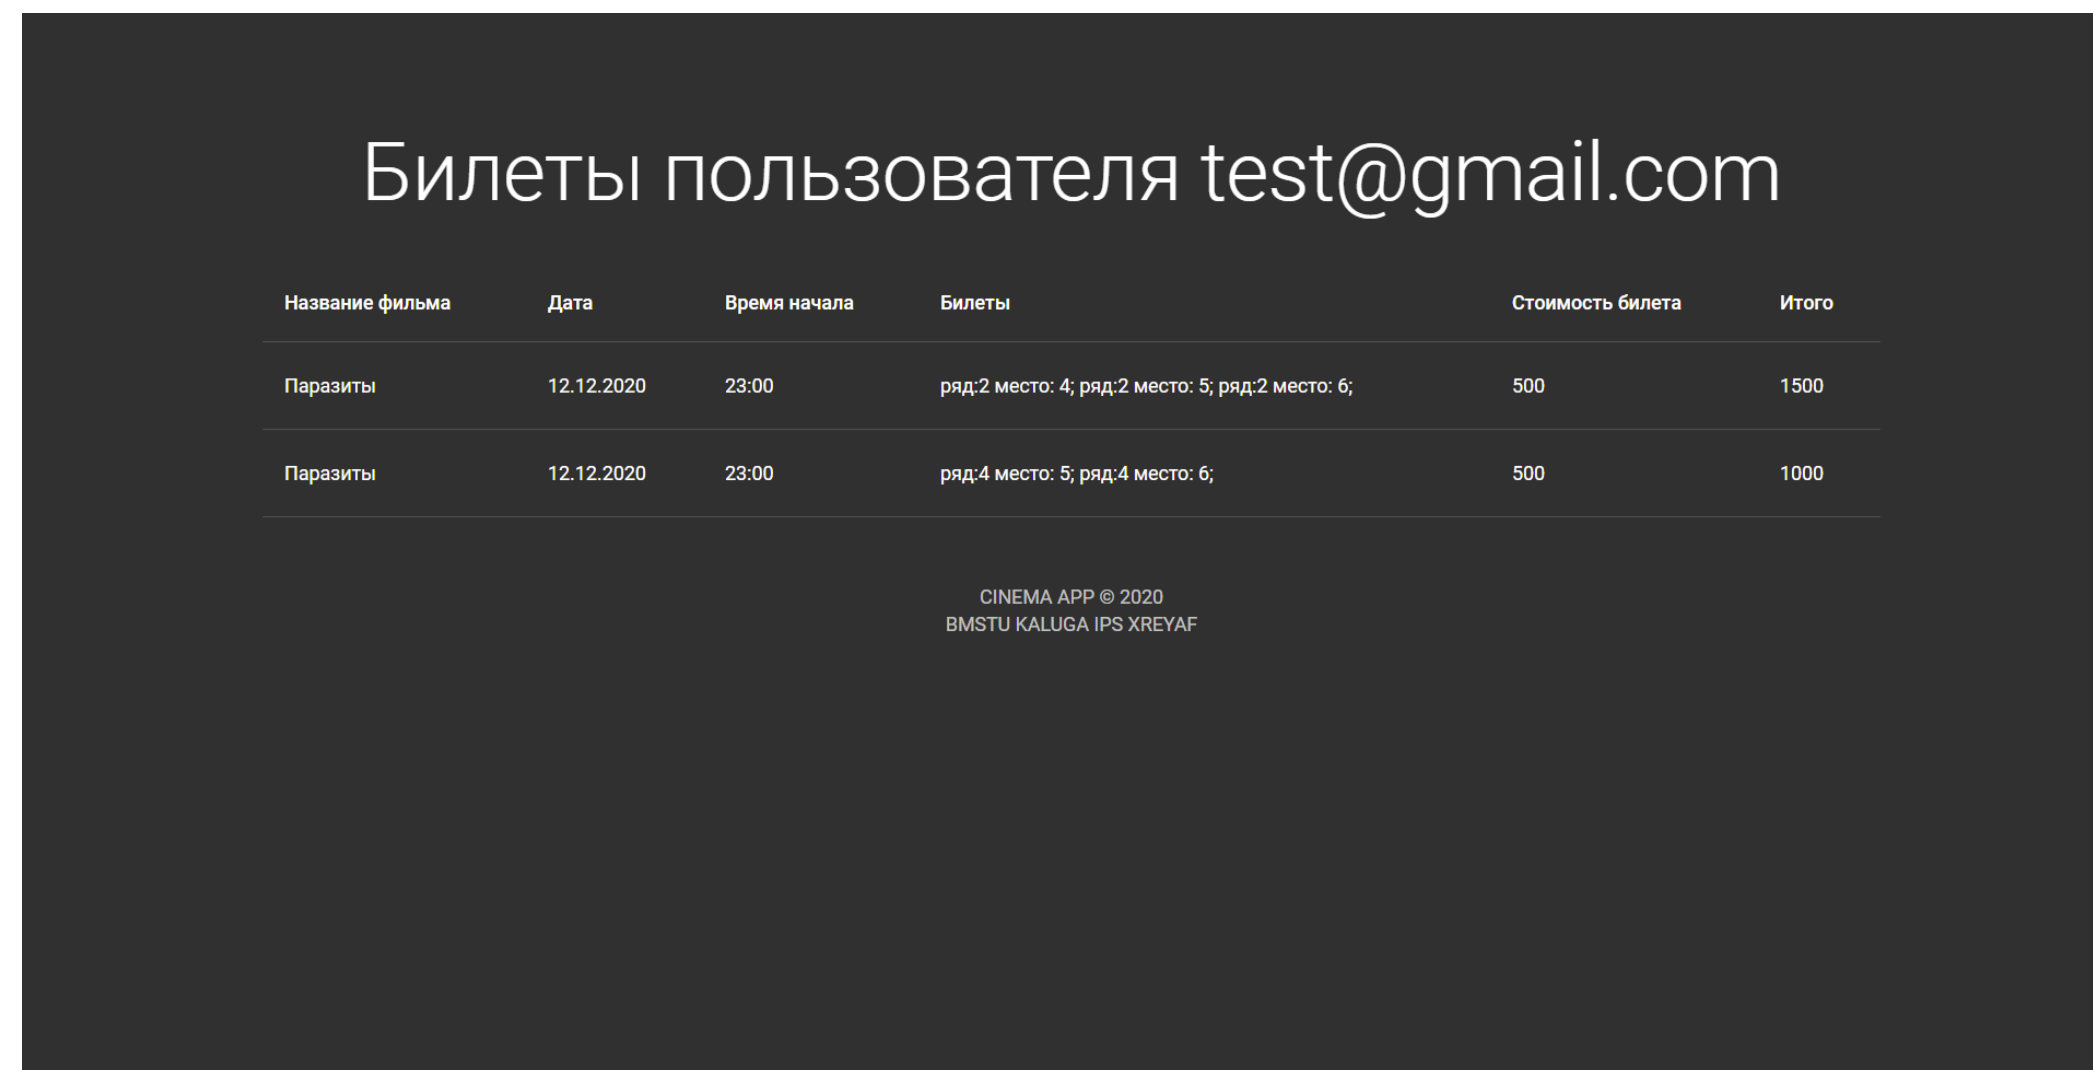 Билеты пользователя test@gmail.com
Название фильма Дата Время начала Билеты Стоимость билета Итого
Паразиты 12.12.2020 23:00 ряд:2 место: 4; ряд:2 место: 5; ряд:2 место: 6; 500 1500
Паразиты 12.12.2020 23:00 ряд:4 место: 5; ряд:4 место: 6; 500 1000
CINEMA APP © 2020
BMSTU KALUGA IPS XREYAF